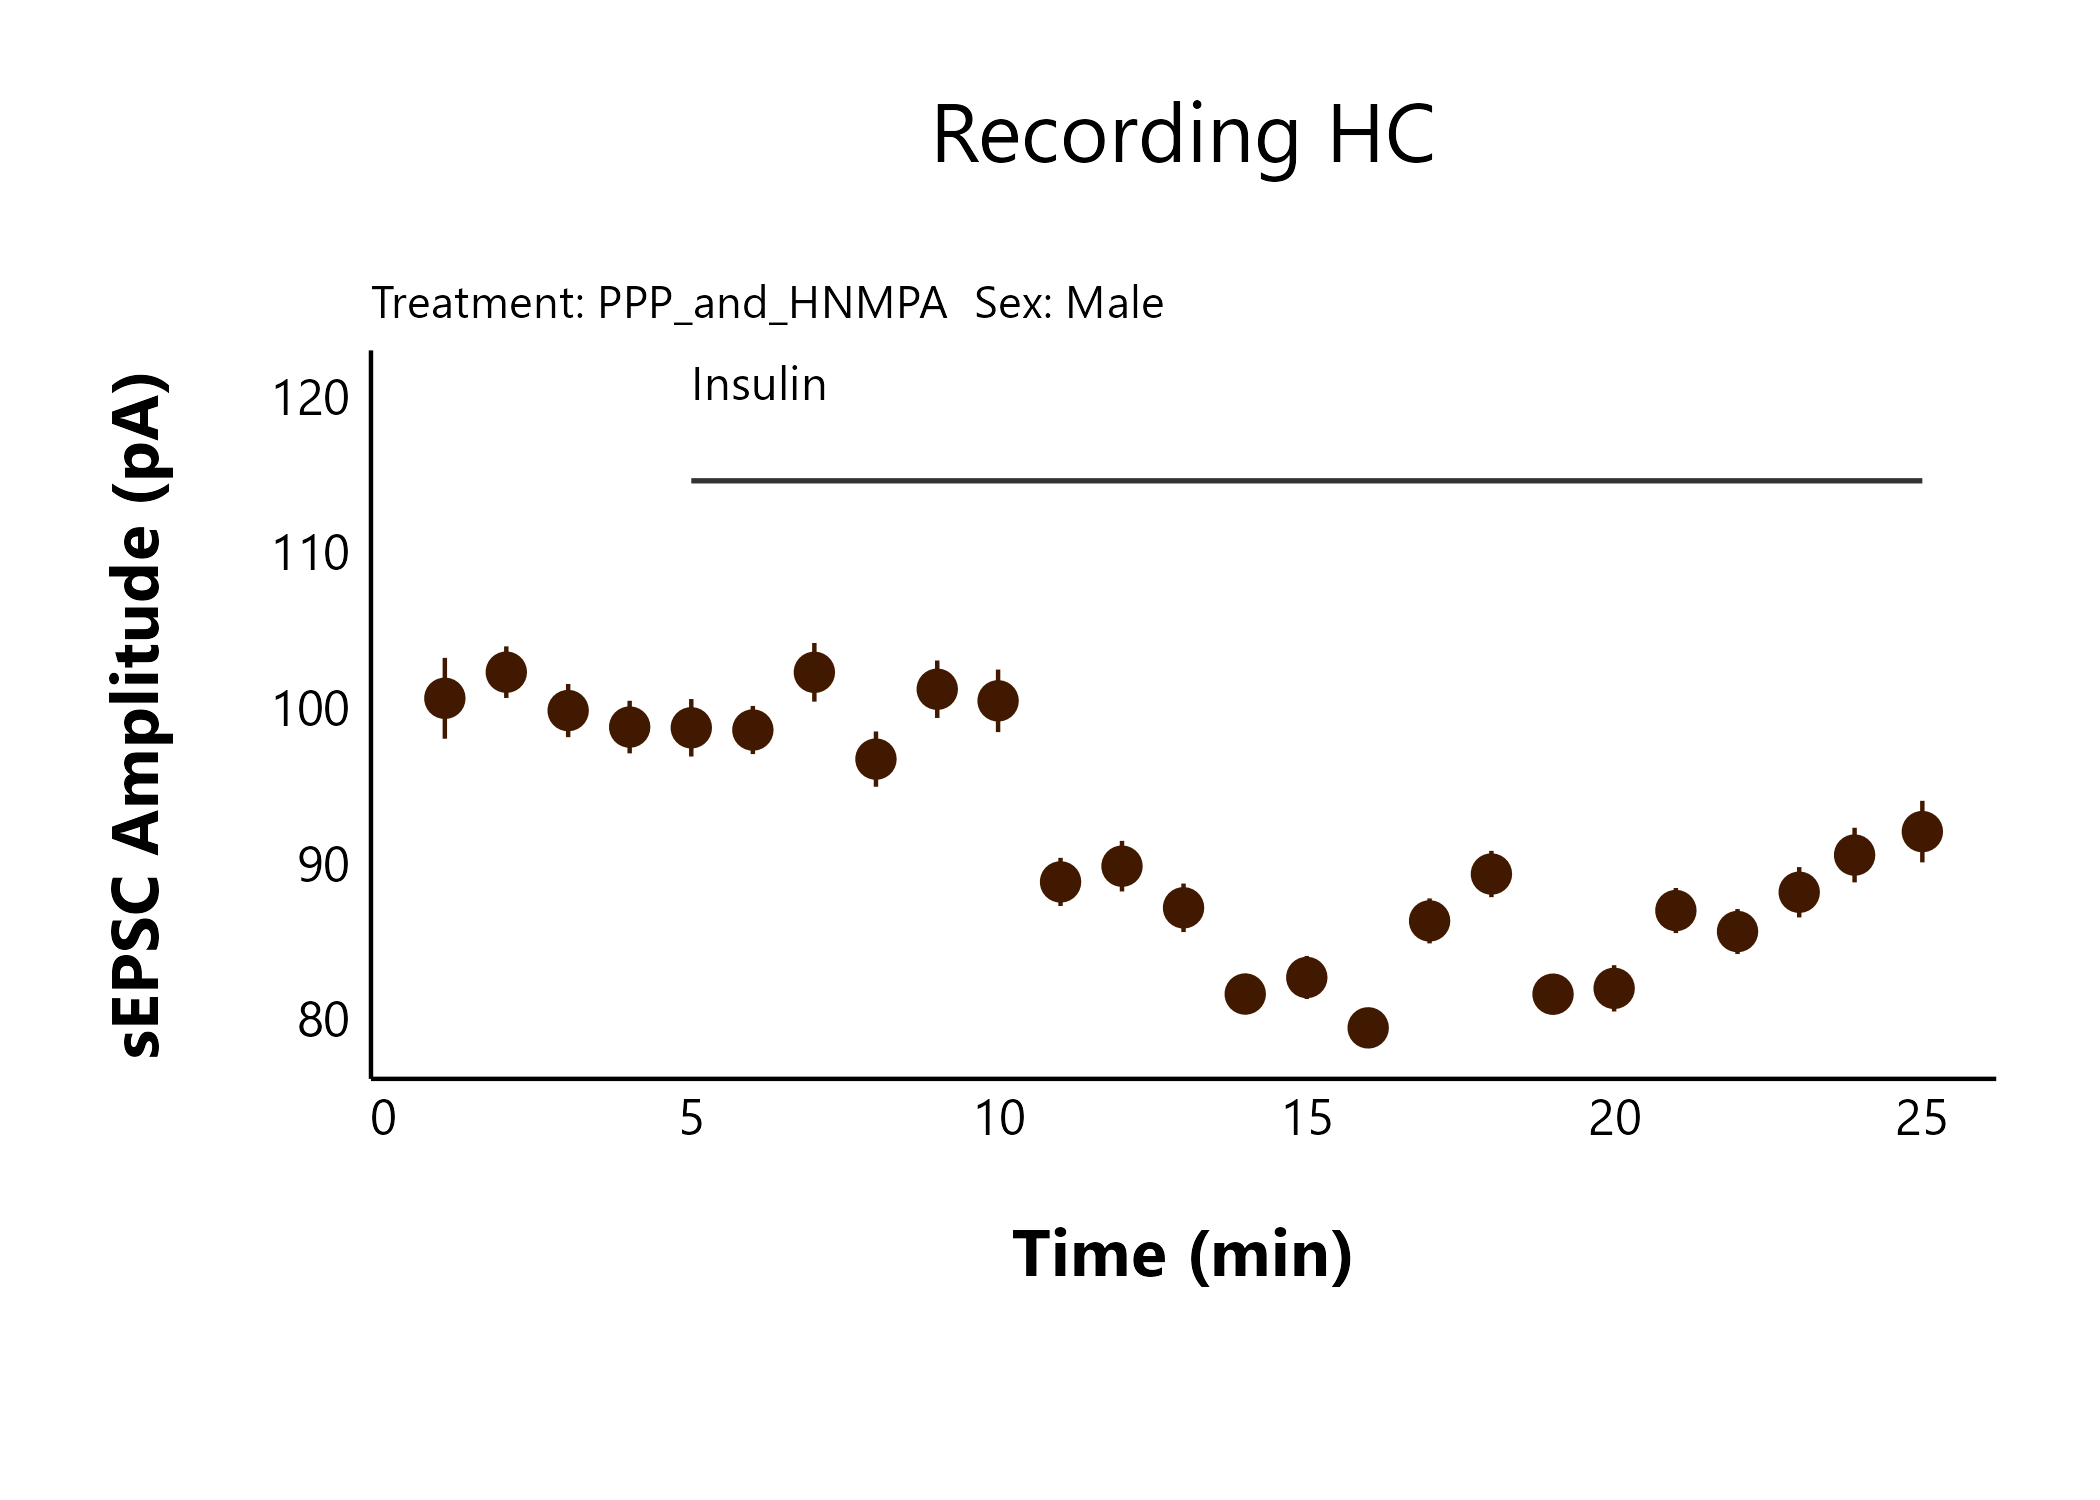 Recording HC
Treatment: PPP_and_HNMPA  Sex: Male
Insulin
sEPSC Amplitude (pA)
120
110
100
90
80
0 5 10 15 20 25
Time (min)